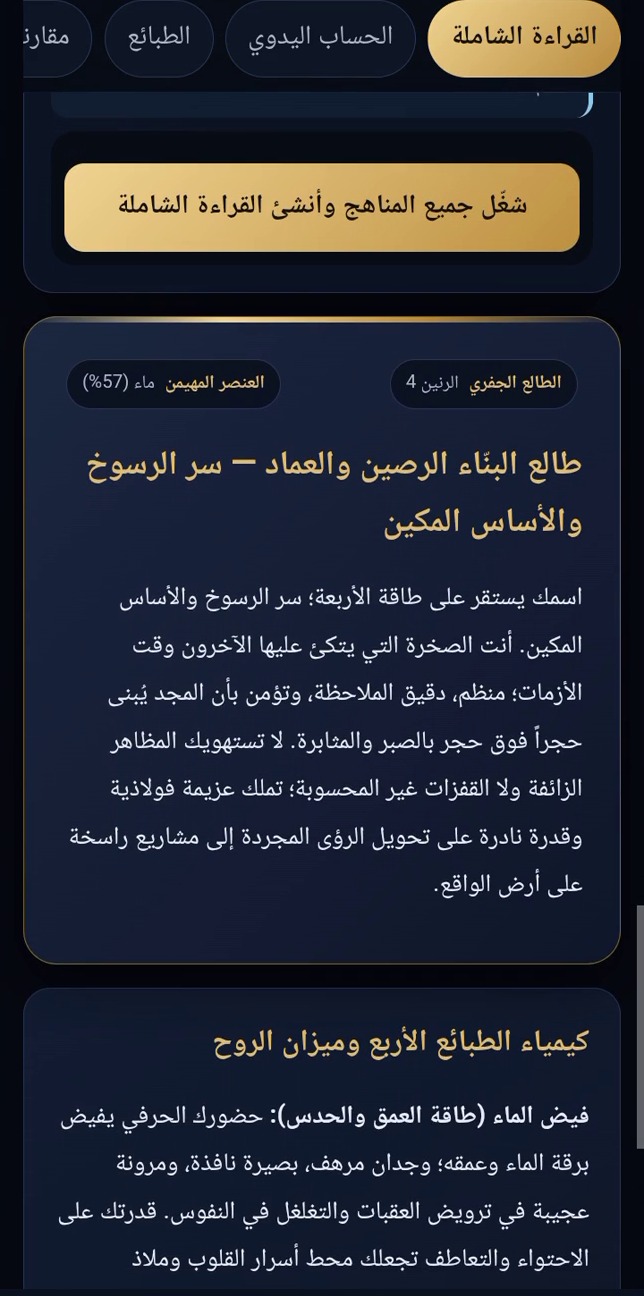 القراءة الشاملة
الحساب اليدوي
الطبائع
شغّل جميع المناهج وأنشئ القراءة الشاملة
الطالع الجفري الرنين 4
العنصر المهيمن ماء (57%)
طالع البنّاء الرصين والعماد — سر الرسوخ
والأساس المكين
اسمك يستقر على طاقة الأربعة؛ سر الرسوخ والأساس
المكين. أنت الصخرة التي يتكئ عليها الآخرون وقت
الأزمات؛ منظم، دقيق الملاحظة، وتؤمن بأن المجد يُبنى
حجراً فوق حجر بالصبر والمثابرة. لا تستهويك المظاهر
الزائفة ولا القفزات غير المحسوبة؛ تملك عزيمة فولاذية
وقدرة نادرة على تحويل الرؤى المجردة إلى مشاريع راسخة
على أرض الواقع.
كيمياء الطبائع الأربع وميزان الروح
فيض الماء (طاقة العمق والحدس): حضورك الحرفي يفيض
برقة الماء وعمقه؛ وجدان مرهف، بصيرة نافذة، ومرونة
عجيبة في ترويض العقبات والتغلغل في النفوس. قدرتك على
الاحتواء والتعاطف تجعلك محط أسرار القلوب وملاذ